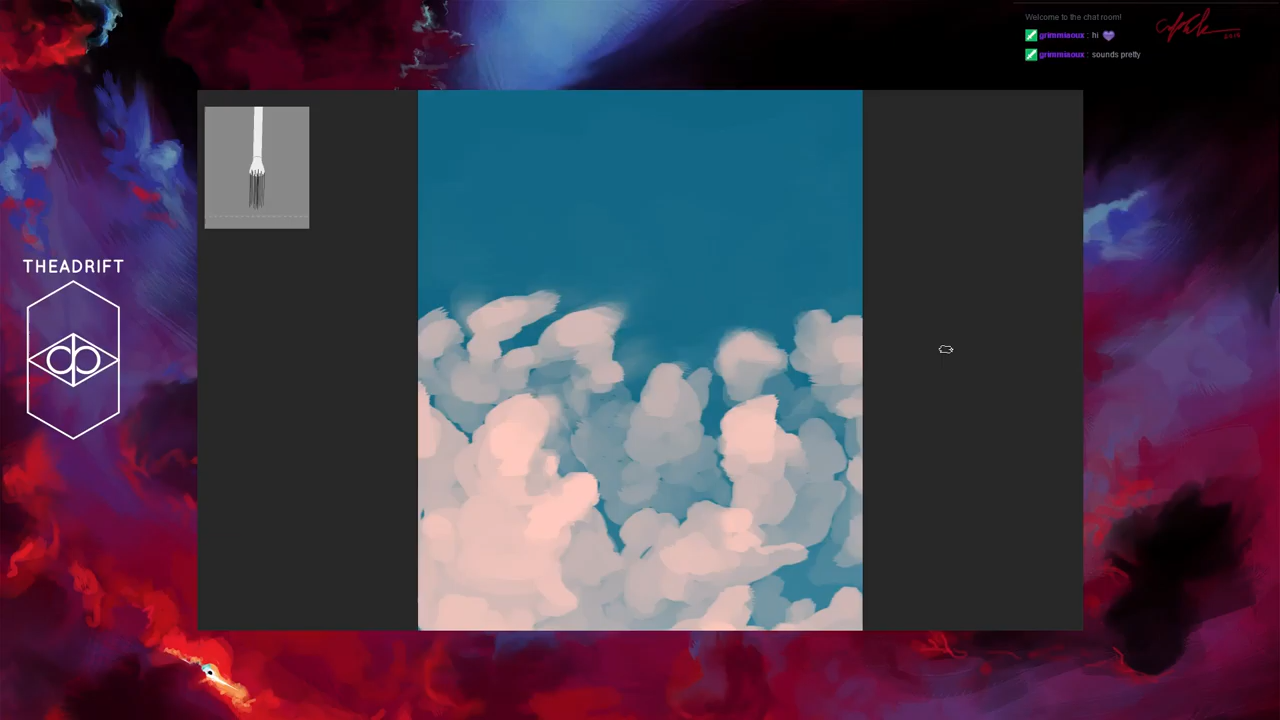 Welcome to the chat room!
grimmiaoux : hi
grimmiaoux : sounds pretty
THEADRIFT